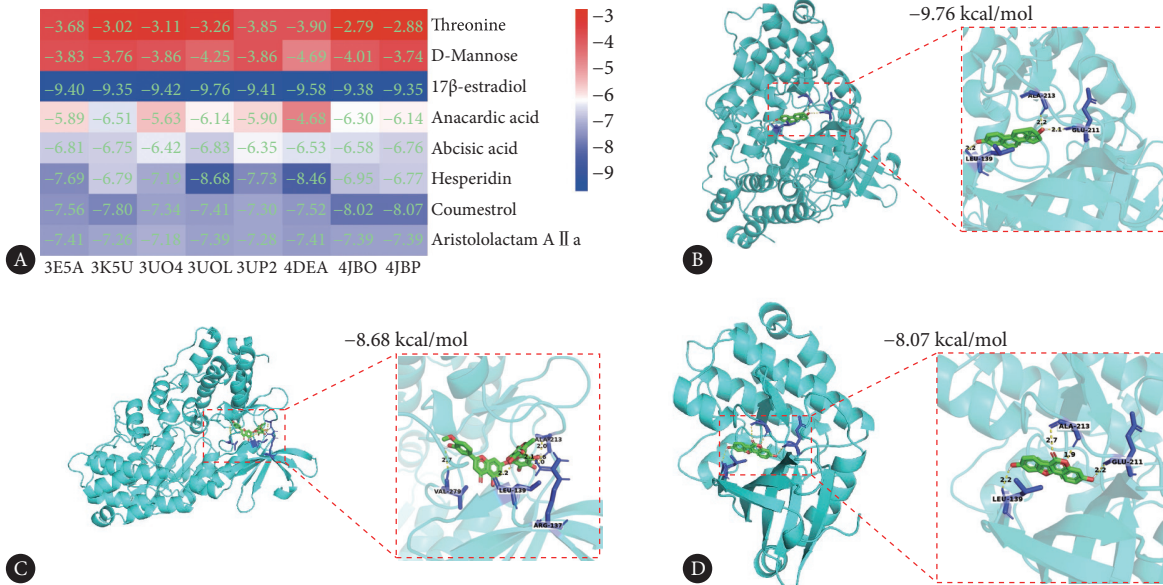 −3.68 −3.02 −3.11 −3.26 −3.85 −3.90 −2.79 −2.88 Threonine
−3.83 −3.76 −3.86 −4.25 −3.86 −4.69 −4.01 −3.74 D-Mannose
−9.40 −9.35 −9.42 −9.76 −9.41 −9.58 −9.38 −9.35 17β-estradiol
−5.89 −6.51 −5.63 −6.14 −5.90 −4.68 −6.30 −6.14 Anacardic acid
−6.81 −6.75 −6.42 −6.83 −6.35 −6.53 −6.58 −6.76 Abcisic acid
−7.69 −6.79 −7.19 −8.68 −7.73 −8.46 −6.95 −6.77 Hesperidin
−7.56 −7.80 −7.34 −7.41 −7.30 −7.52 −8.02 −8.07 Coumestrol
−7.41 −7.26 −7.39 −7.28 −7.41 −7.39 −7.39 Aristololactam A Ⅱ a
3E5A 3K5U 3UO4 3UOL 3UP2 4DEA 4JBO 4JBP
−3
−4
−5
−6
−7
−8
−9
A
−9.76 kcal/mol
ALA-213
2.2
2.1
GLU-211
2.2
LEU-139
B
−8.68 kcal/mol
ALA-213
2.0
2.2
VAL-279
LEU-139
ARG-137
C
−8.07 kcal/mol
ALA-213
2.7
1.9
2.2
GLU-211
2.2
LEU-139
D